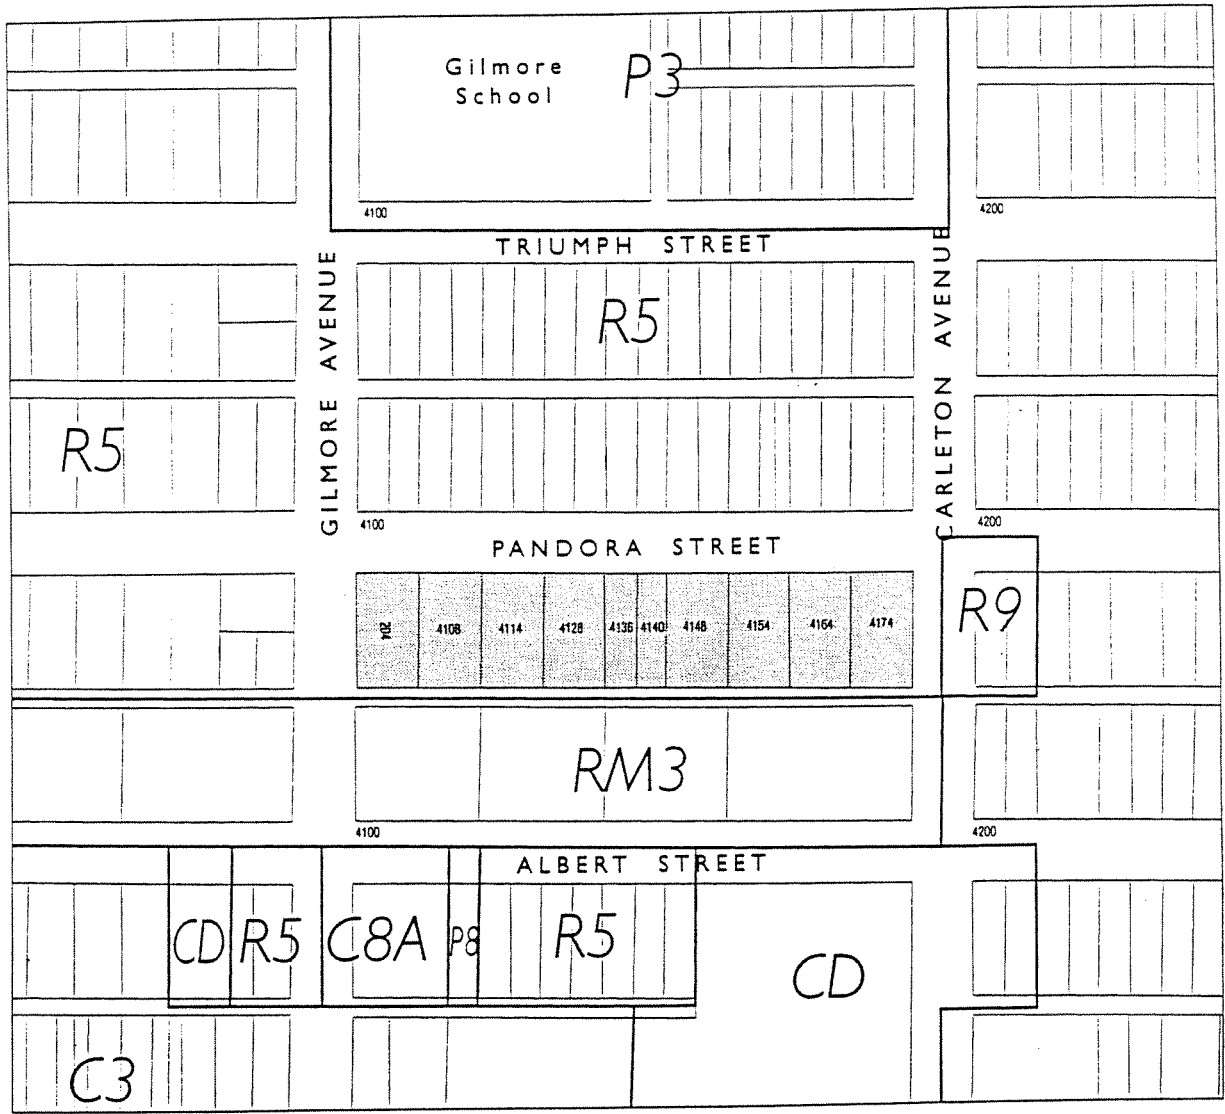 Gilmore
School
P3
4100
4200
TRIUMPH STREET
GILMORE AVENUE
CARLETON AVENUE
R5
R5
4100
4200
PANDORA STREET
204
4108
4114
4128
4136
4140
4148
4154
4164
4174
R9
RM3
4100
4200
ALBERT STREET
CD
R5
C8A
P8
R5
CD
C3